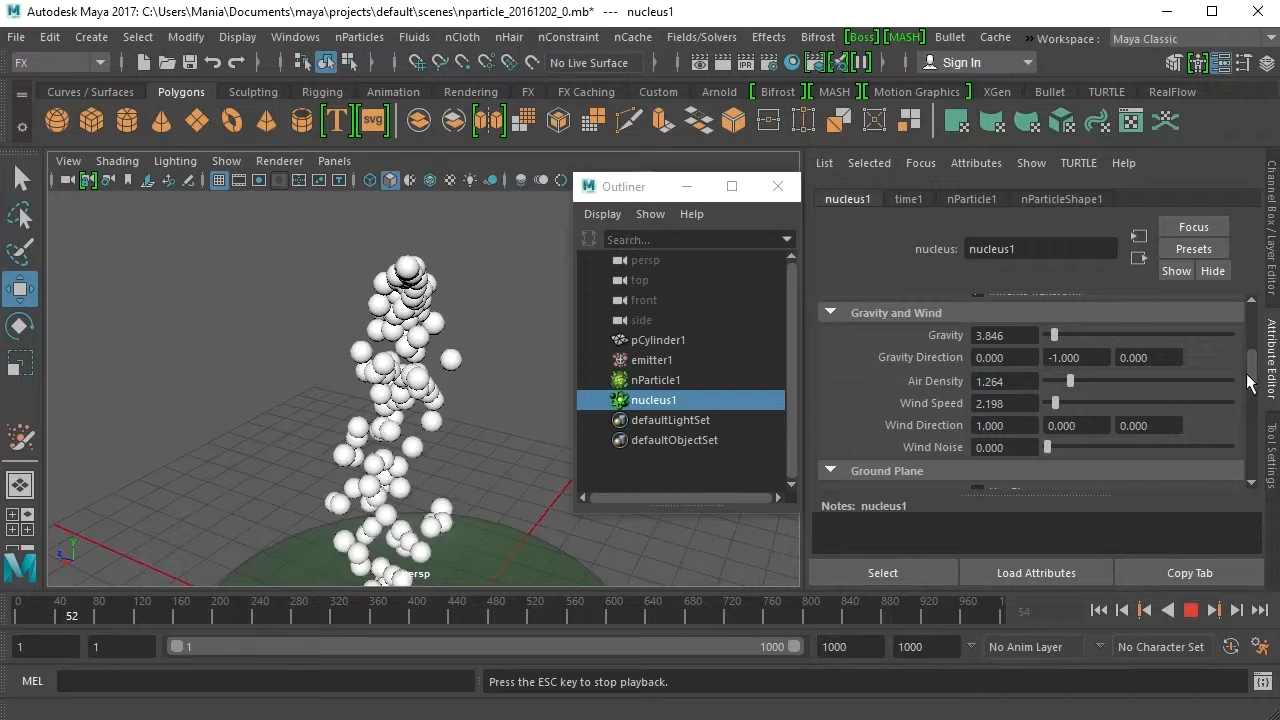 Autodesk Maya 2017: C:\Users\Mania\Documents\maya\projects\default\scenes\nparticle_20161202_0.mb* --- nucleus1
File Edit Create Select Modify Display Windows nParticles Fluids nCloth nHair nConstraint nCache Fields/Solvers Effects Bifrost [Boss] [MASH] Bullet Cache » Workspace : Maya Classic
FX No Live Surface Sign In
Curves / Surfaces Polygons Sculpting Rigging Animation Rendering FX FX Caching Custom Arnold [ Bifrost ] [ MASH ] [ Motion Graphics ] XGen Bullet TURTLE RealFlow
T svg
View Shading Lighting Show Renderer Panels
Outliner
Display Show Help
Search...
persp
top
front
side
pCylinder1
emitter1
nParticle1
nucleus1
defaultLightSet
defaultObjectSet
persp
y
z
List Selected Focus Attributes Show TURTLE Help
nucleus1 time1 nParticle1 nParticleShape1
Focus
nucleus: nucleus1 Presets
Show Hide
Gravity and Wind
Gravity 3.846
Gravity Direction 0.000 -1.000 0.000
Air Density 1.264
Wind Speed 2.198
Wind Direction 1.000 0.000 0.000
Wind Noise 0.000
Ground Plane
Notes: nucleus1
Select Load Attributes Copy Tab
Channel Box / Layer Editor
Attribute Editor
Tool Settings
0 40 80 120 160 200 240 280 320 360 400 440 480 520 560 600 640 680 720 760 800 840 880 920 960 1
52 54
1 1 1 1000 1000 1000 No Anim Layer No Character Set
MEL Press the ESC key to stop playback.